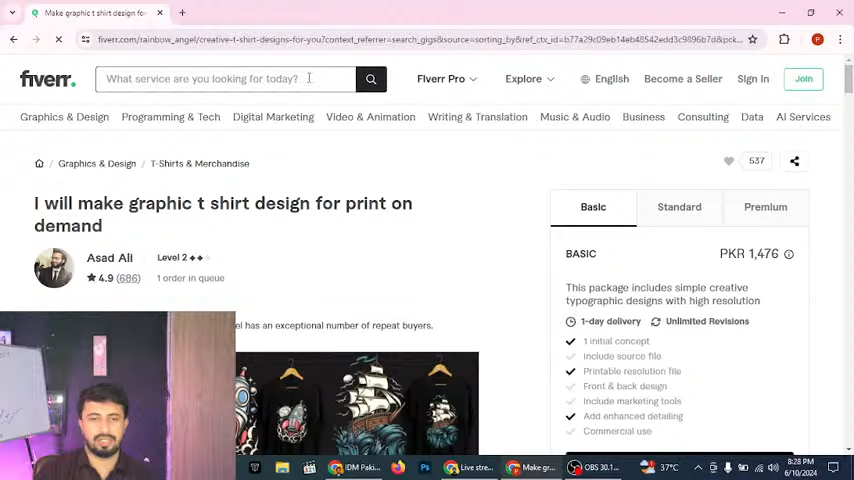 Make graphic t shirt design for
fiverr.com/rainbow_angel/creative-t-shirt-designs-for-you?context_referrer=search_gigs&source=sorting_by&ref_ctx_id=b77a29c09eb14eb48542edd3c9896b7d&pck...
fiverr.
What service are you looking for today?
Fiverr Pro
Explore
English
Become a Seller
Sign In
Join
Graphics & Design
Programming & Tech
Digital Marketing
Video & Animation
Writing & Translation
Music & Audio
Business
Consulting
Data
AI Services
Graphics & Design / T-Shirts & Merchandise
537
I will make graphic t shirt design for print on
demand
Asad Ali
Level 2
4.9 (686)
1 order in queue
el has an exceptional number of repeat buyers.
Basic
Standard
Premium
BASIC
PKR 1,476
This package includes simple creative
typographic designs with high resolution
1-day delivery
Unlimited Revisions
1 initial concept
Include source file
Printable resolution file
Front & back design
Include marketing tools
Add enhanced detailing
Commercial use
IDM Paki...
Ps
Live stre...
Make gr...
OBS 30.1...
37°C
8:28 PM
6/10/2024